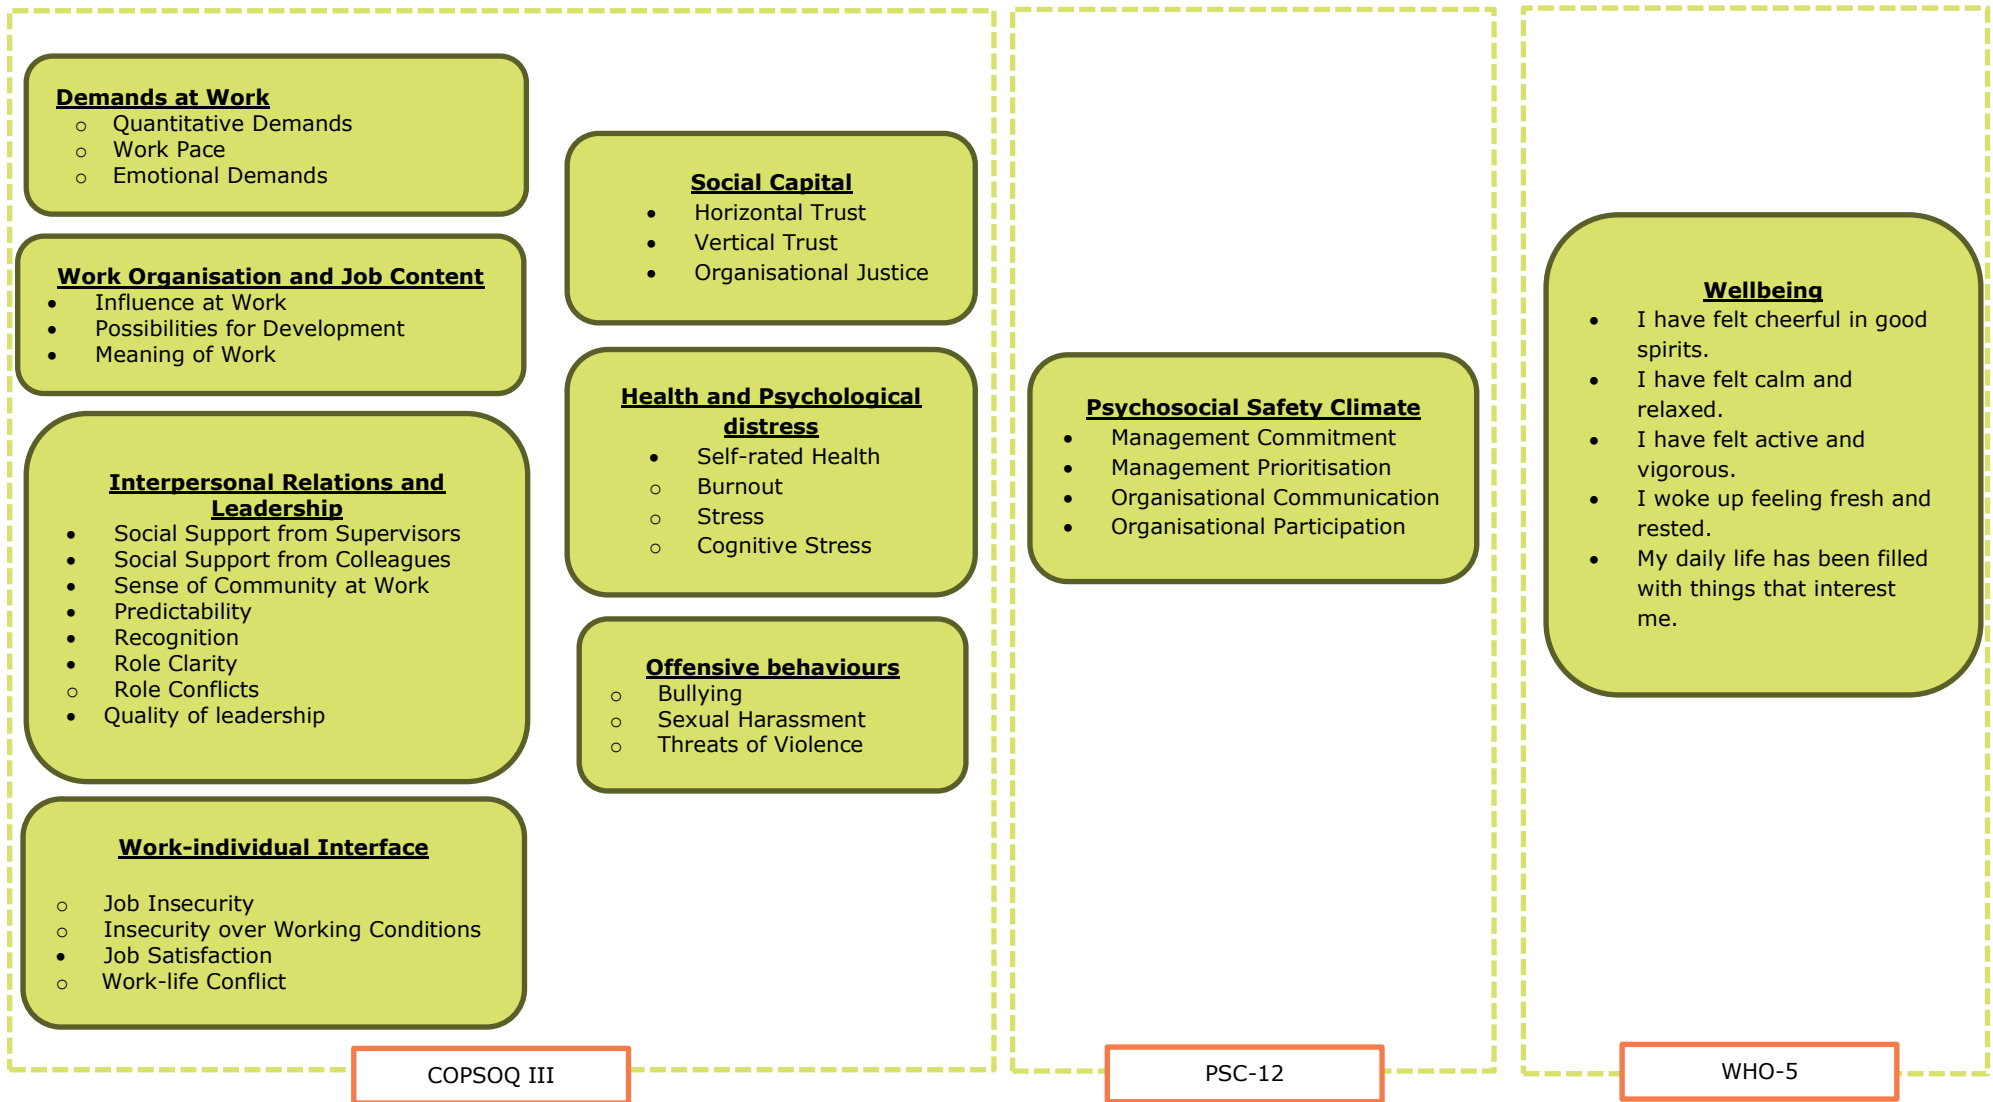 Demands at Work
o Quantitative Demands
o Work Pace
o Emotional Demands
Work Organisation and Job Content
• Influence at Work
• Possibilities for Development
• Meaning of Work
Interpersonal Relations and
Leadership
• Social Support from Supervisors
• Social Support from Colleagues
• Sense of Community at Work
• Predictability
• Recognition
• Role Clarity
o Role Conflicts
• Quality of leadership
Work-individual Interface
o Job Insecurity
o Insecurity over Working Conditions
• Job Satisfaction
o Work-life Conflict
Social Capital
• Horizontal Trust
• Vertical Trust
• Organisational Justice
Health and Psychological
distress
• Self-rated Health
o Burnout
o Stress
o Cognitive Stress
Offensive behaviours
o Bullying
o Sexual Harassment
o Threats of Violence
COPSOQ III
Psychosocial Safety Climate
• Management Commitment
• Management Prioritisation
• Organisational Communication
• Organisational Participation
PSC-12
Wellbeing
• I have felt cheerful in good
spirits.
• I have felt calm and
relaxed.
• I have felt active and
vigorous.
• I woke up feeling fresh and
rested.
• My daily life has been filled
with things that interest
me.
WHO-5